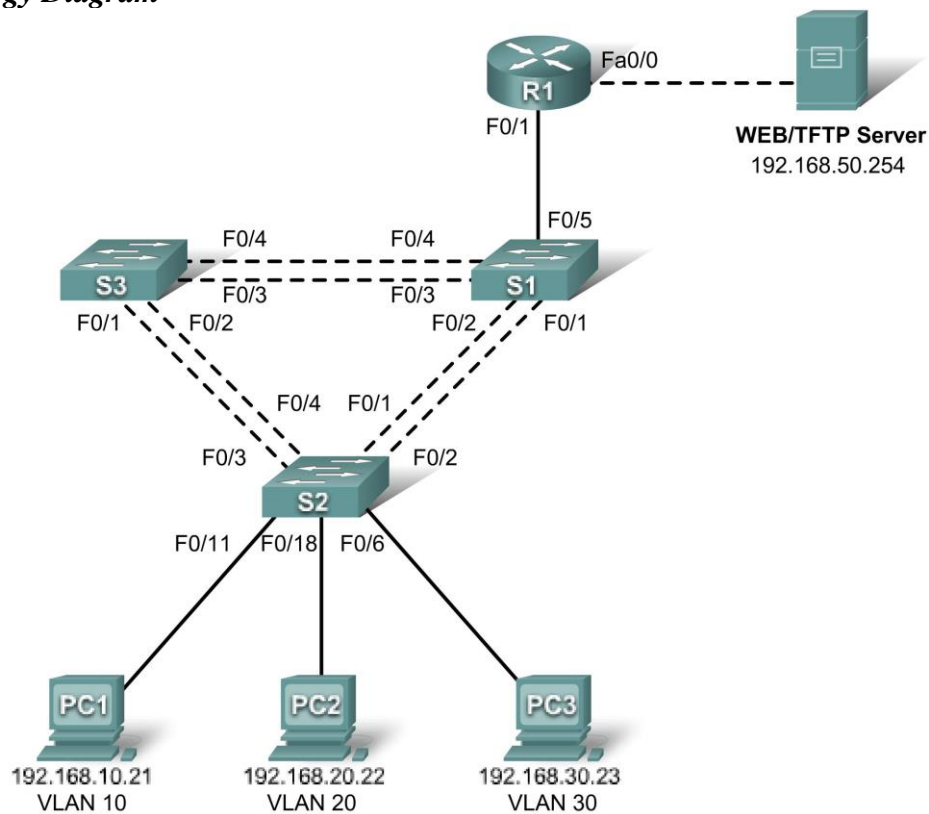 gy Diagram
Fa0/0
R1
F0/1
WEB/TFTP Server
192.168.50.254
F0/5
F0/4
F0/4
S3
S1
F0/3
F0/3
F0/1
F0/2
F0/2
F0/1
F0/4
F0/1
F0/3
F0/2
S2
F0/11
F0/18
F0/6
PC1
PC2
PC3
192.168.10.21
192.168.20.22
192.168.30.23
VLAN 10
VLAN 20
VLAN 30